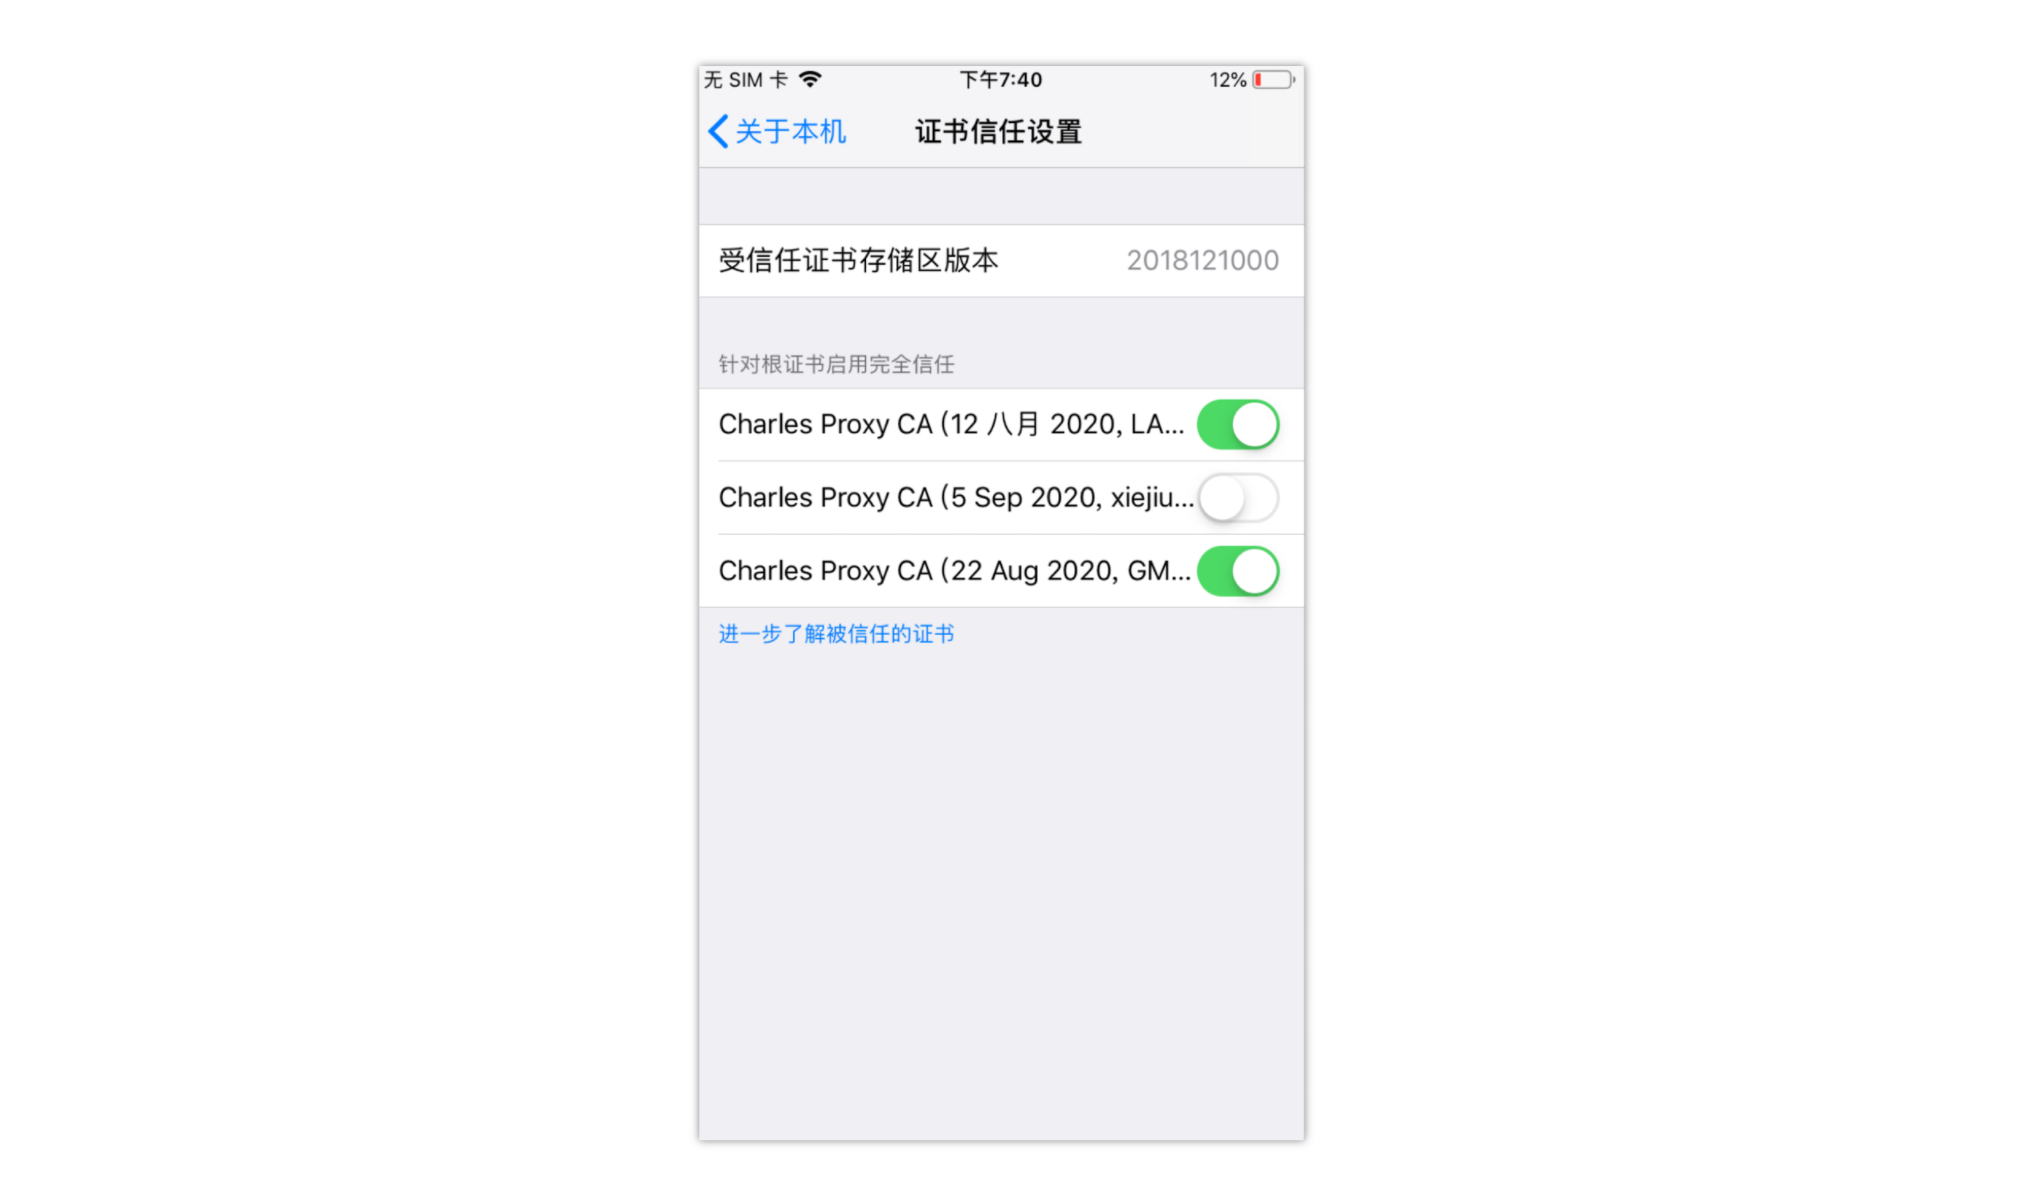 无 SIM 卡 下午7:40 12%
关于本机 证书信任设置
受信任证书存储区版本 2018121000
针对根证书启用完全信任
Charles Proxy CA (12 八月 2020, LA...
Charles Proxy CA (5 Sep 2020, xiejiu...
Charles Proxy CA (22 Aug 2020, GM...
进一步了解被信任的证书